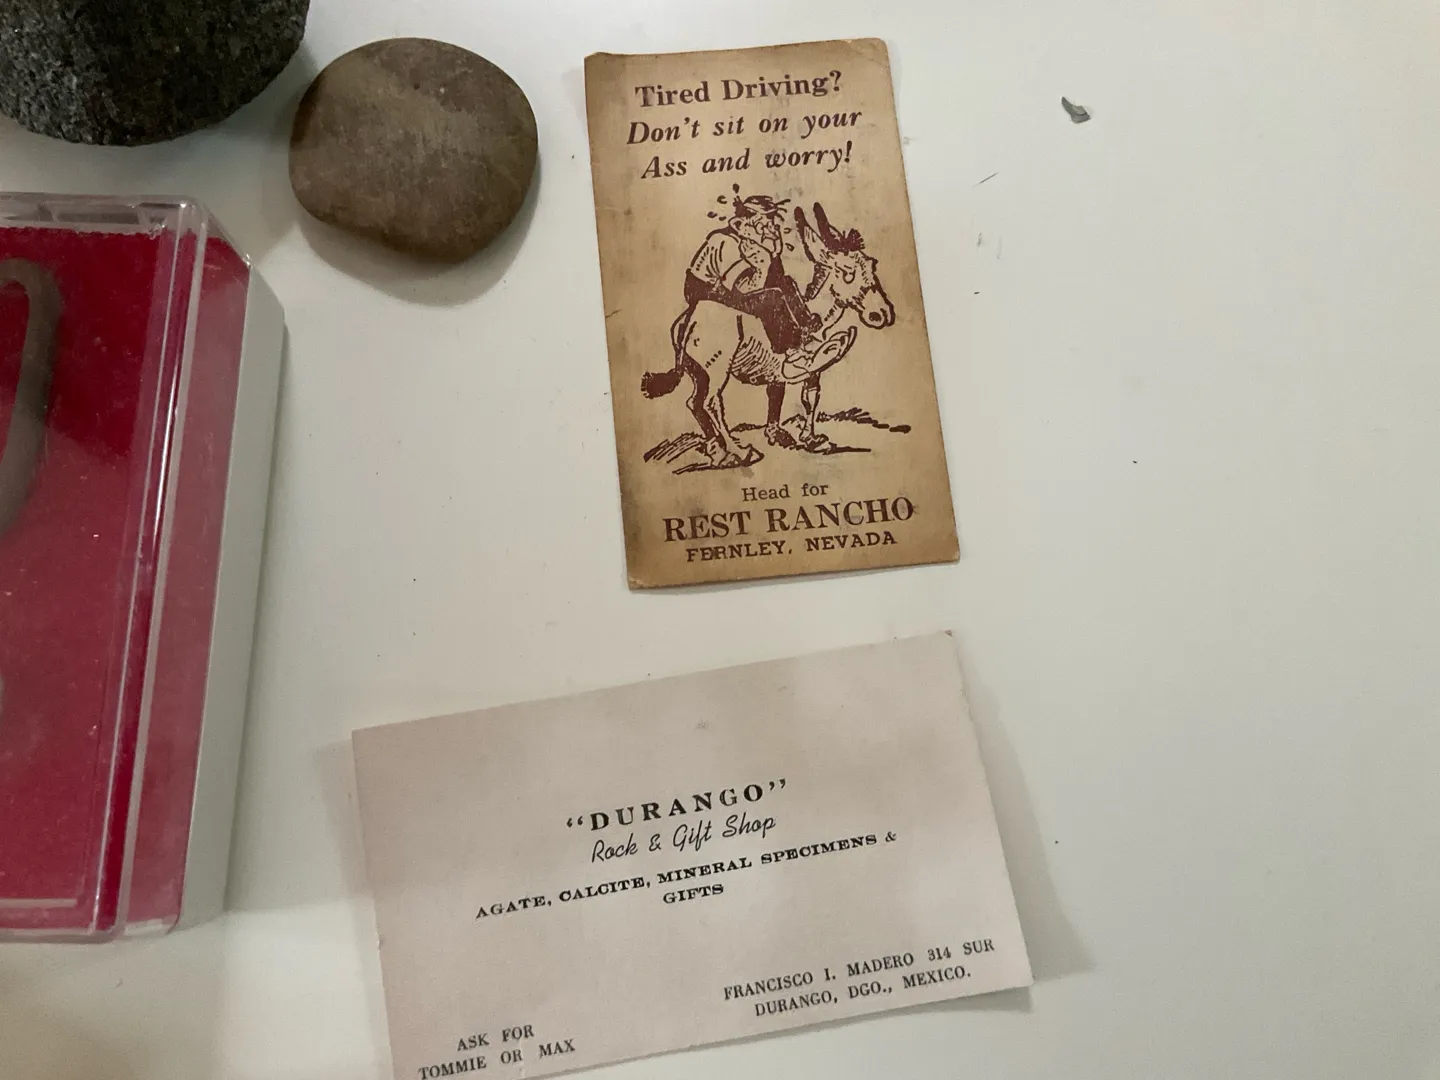 Tired Driving?
Don't sit on your
Ass and worry!
Head for
REST RANCHO
FERNLEY, NEVADA
"DURANGO"
Rock & Gift Shop
AGATE, CALCITE, MINERAL SPECIMENS &
GIFTS
FRANCISCO I. MADERO 314 SUR
DURANGO, DGO., MEXICO.
ASK FOR
TOMMIE OR MAX